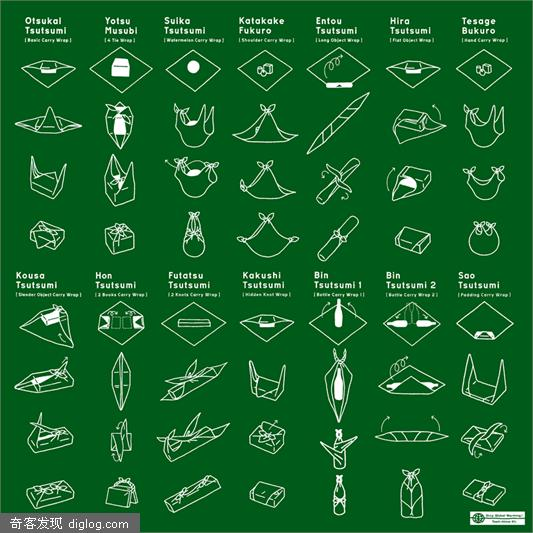 Otsukai
Tsutsumi
[ Basic Carry Wrap ]
Yotsu
Musubi
[ 4 Tie Wrap ]
Suika
Tsutsumi
[ Watermelon Carry Wrap ]
Katakake
Fukuro
[ Shoulder Carry Wrap ]
Entou
Tsutsumi
[ Long Object Wrap ]
Hira
Tsutsumi
[ Flat Object Wrap ]
Tesage
Bukuro
[ Hand Carry Wrap ]
Kousa
Tsutsumi
[ Slender Object Carry Wrap ]
Hon
Tsutsumi
[ 2 Books Carry Wrap ]
Futatsu
Tsutsumi
[ 2 Knots Carry Wrap ]
Kakushi
Tsutsumi
[ Hidden Knot Wrap ]
Bin
Tsutsumi 1
[ Bottle Carry Wrap 1 ]
Bin
Tsutsumi 2
[ Bottle Carry Wrap 2 ]
Sao
Tsutsumi
[ Padding Carry Wrap ]
Stop Global Warming!
奇客发现 diglog.com